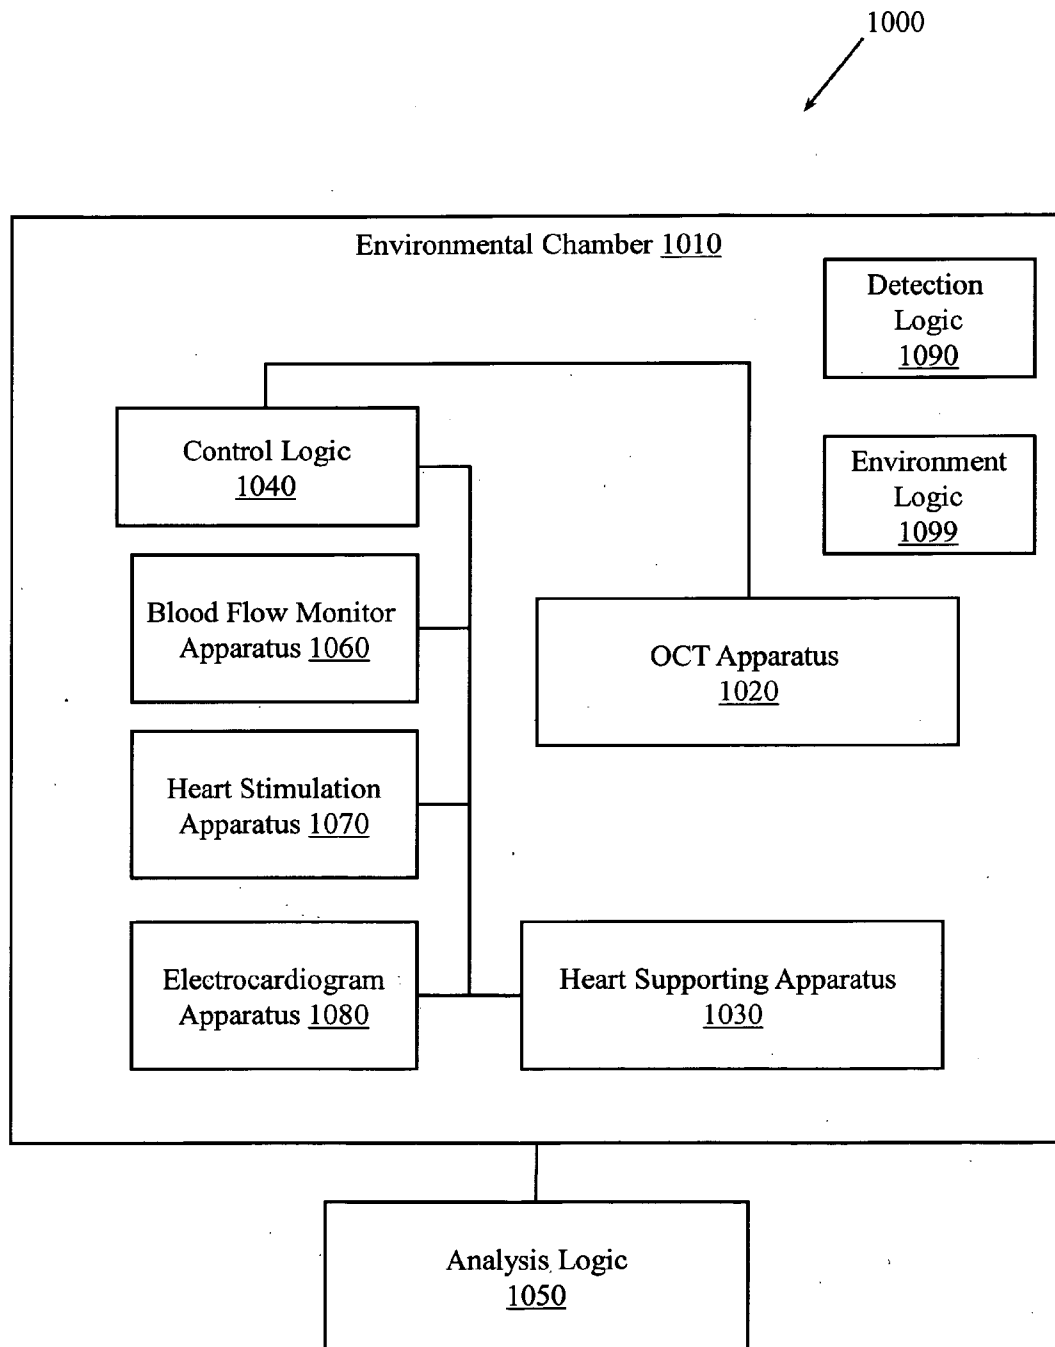 1000
Environmental Chamber 1010
Detection
Logic
1090
Control Logic
1040
Environment
Logic
1099
Blood Flow Monitor
Apparatus 1060
OCT Apparatus
1020
Heart Stimulation
Apparatus 1070
Electrocardiogram
Apparatus 1080
Heart Supporting Apparatus
1030
Analysis Logic
1050